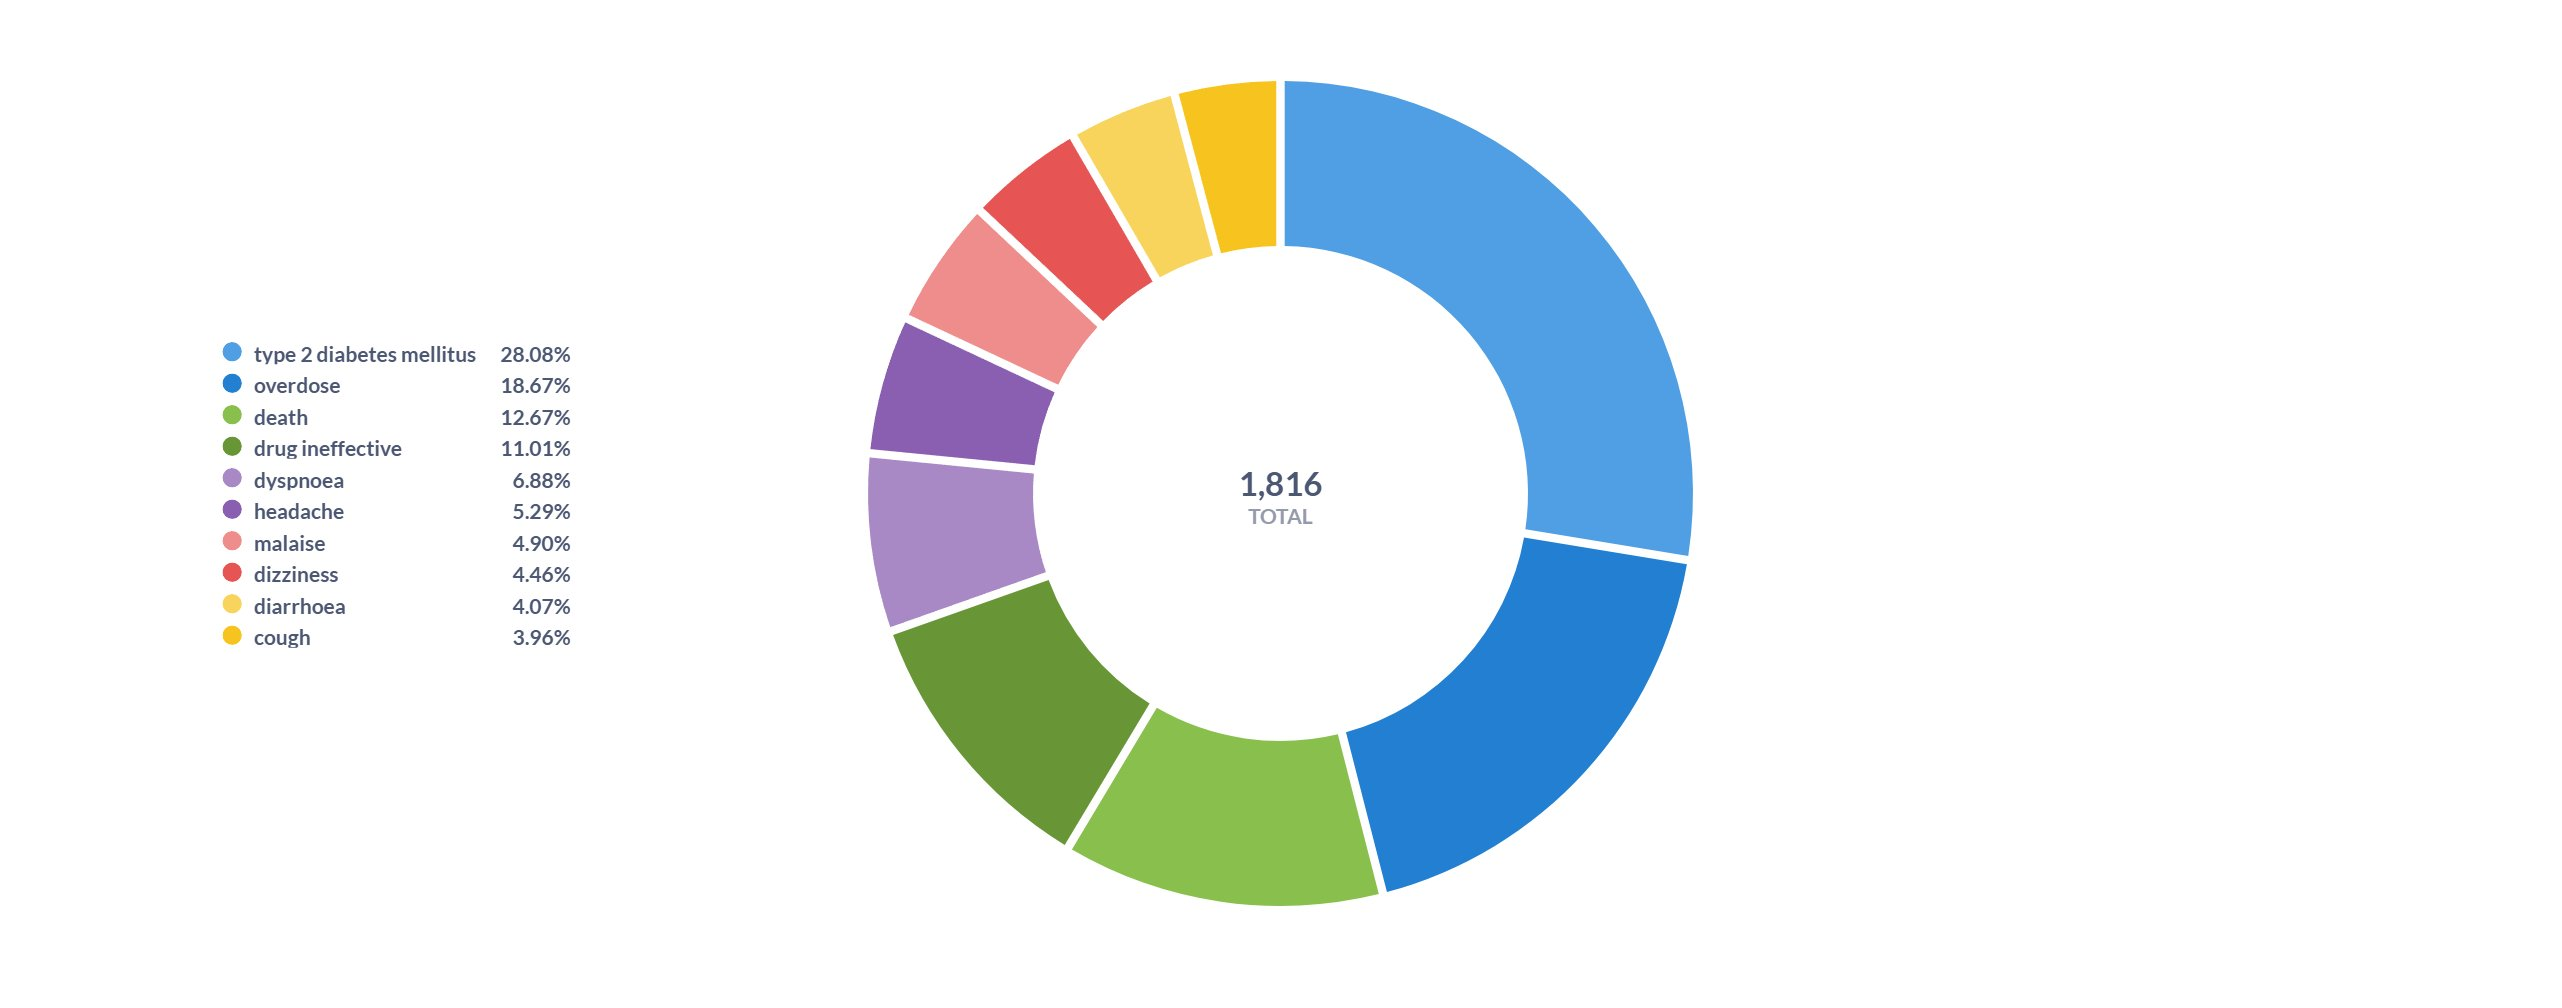 type 2 diabetes mellitus 28.08%
overdose 18.67%
death 12.67%
drug ineffective 11.01%
dyspnoea 6.88%
headache 5.29%
malaise 4.90%
dizziness 4.46%
diarrhoea 4.07%
cough 3.96%
1,816
TOTAL